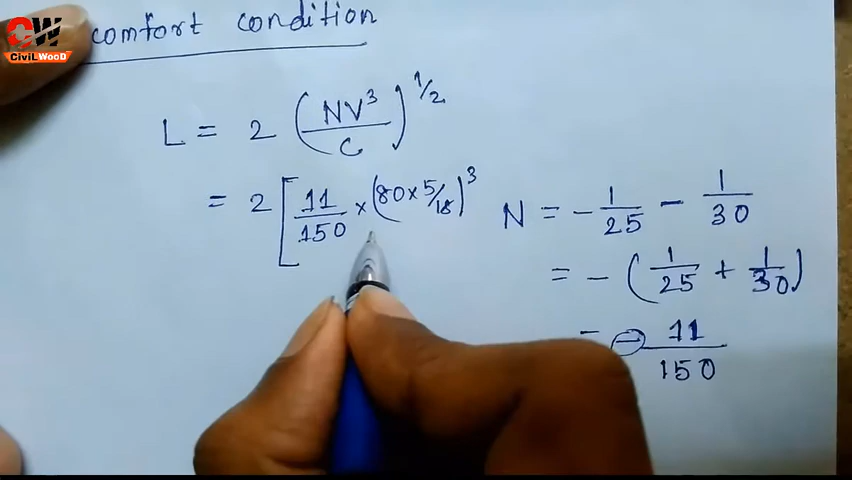 CW
CiviL WooD
comfort condition
L = 2 (NV³/C)^1/2
= 2 [11/150 × (80 × 5/18)³
N = - 1/25 - 1/30
= - (1/25 + 1/30)
= - 11/150